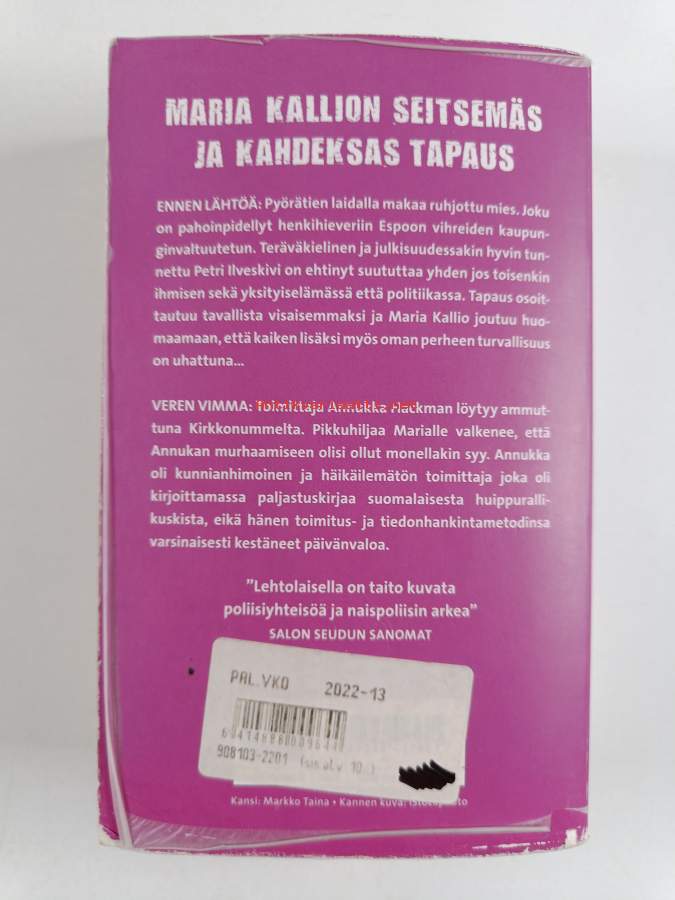 MARIA KALLION SEITSEMÄS
JA KAHDEKSAS TAPAUS
ENNEN LÄHTÖÄ: Pyörätien laidalla makaa ruhjottu mies. Joku
on pahoinpidellyt henkihieveriin Espoon vihreiden kaupun-
ginvaltuutetun. Teräväkielinen ja julkisuudessakin hyvin tun-
nettu Petri Ilveskivi on ehtinyt suututtaa yhden jos toisenkin
ihmisen sekä yksityiselämässä että politiikassa. Tapaus osoit-
tautuu tavallista visaisemmaksi ja Maria Kallio joutuu huo-
maamaan, että kaiken lisäksi myös oman perheen turvallisuus
on uhattuna...
VEREN VIMMA: Toimittaja Annukka Hackman löytyy ammut-
tuna Kirkkonummelta. Pikkuhiljaa Marialle valkenee, että
Annukan murhaamiseen olisi ollut monellakin syy. Annukka
oli kunnianhimoinen ja häikäilemätön toimittaja joka oli
kirjoittamassa paljastuskirjaa suomalaisesta huippuralli-
kuskista, eikä hänen toimitus- ja tiedonhankintametodinsa
varsinaisesti kestäneet päivänvaloa.
"Lehtolaisella on taito kuvata
poliisiyhteisöä ja naispoliisin arkea"
SALON SEUDUN SANOMAT
PAL.VKO 2022-13
908103-2201
Kansi: Markko Taina • Kannen kuva: